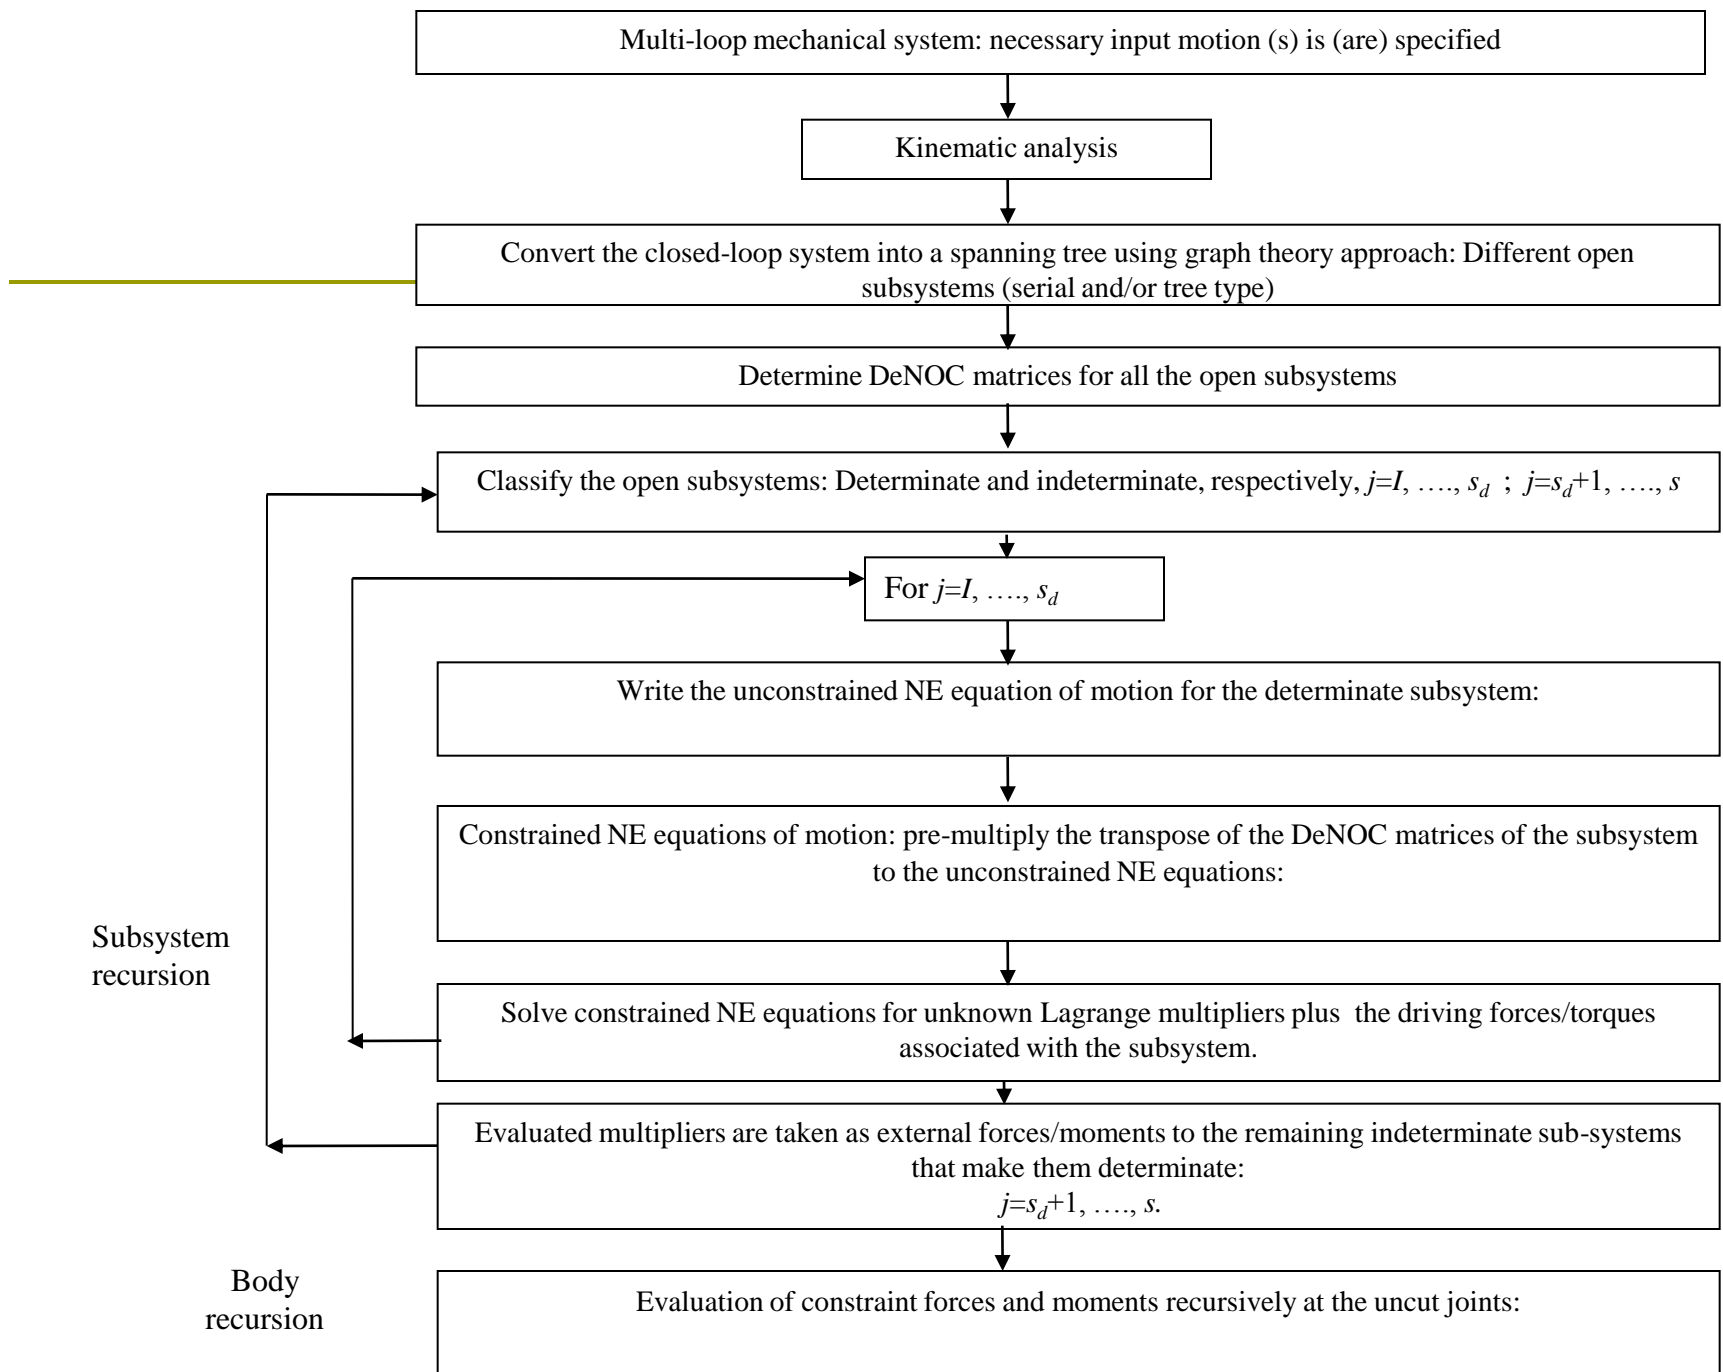 Multi-loop mechanical system: necessary input motion (s) is (are) specified
Kinematic analysis
Convert the closed-loop system into a spanning tree using graph theory approach: Different open
subsystems (serial and/or tree type)
Determine DeNOC matrices for all the open subsystems
Classify the open subsystems: Determinate and indeterminate, respectively, j=I, …., s_d ; j=s_d+1, …., s
For j=I, …., s_d
Write the unconstrained NE equation of motion for the determinate subsystem:
Constrained NE equations of motion: pre-multiply the transpose of the DeNOC matrices of the subsystem
to the unconstrained NE equations:
Subsystem
recursion
Solve constrained NE equations for unknown Lagrange multipliers plus the driving forces/torques
associated with the subsystem.
Evaluated multipliers are taken as external forces/moments to the remaining indeterminate sub-systems
that make them determinate:
j=s_d+1, …., s.
Body
recursion
Evaluation of constraint forces and moments recursively at the uncut joints: